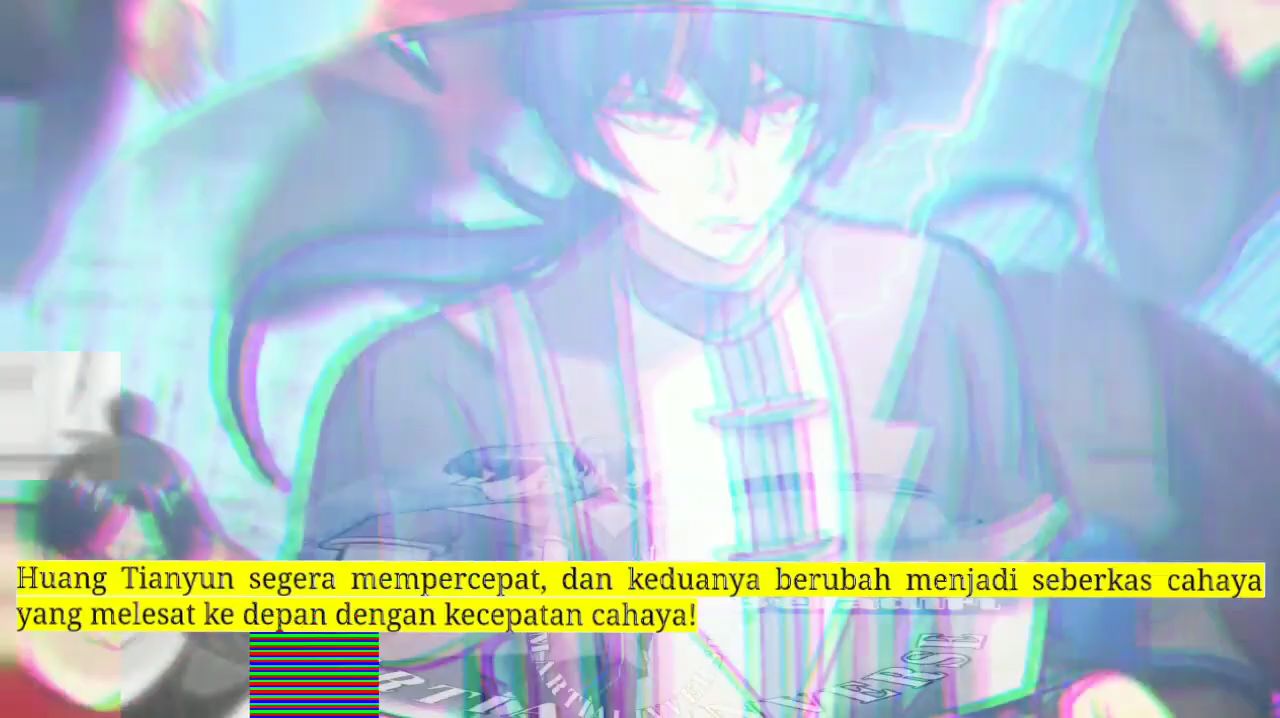 Huang Tianyun segera mempercepat, dan keduanya berubah menjadi seberkas cahaya
yang melesat ke depan dengan kecepatan cahaya!